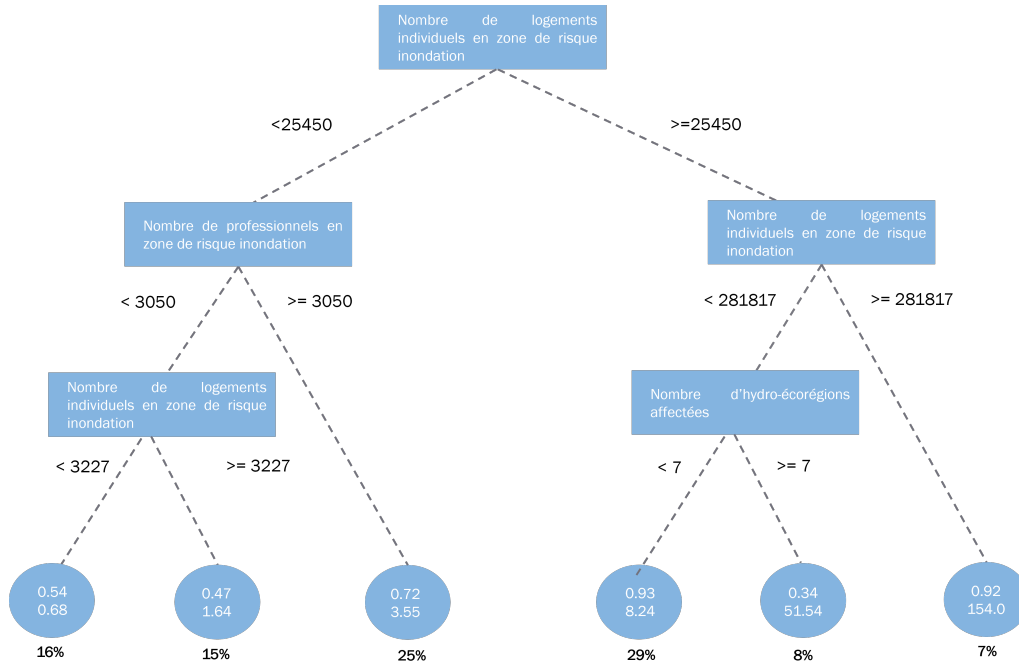 Nombre de logements
individuels en zone de risque
inondation
<25450
>=25450
Nombre de professionnels en
zone de risque inondation
Nombre de logements
individuels en zone de risque
inondation
< 3050
>= 3050
< 281817
>= 281817
Nombre de logements
individuels en zone de risque
inondation
Nombre d'hydro-écorégions
affectées
< 3227
>= 3227
< 7
>= 7
0.54
0.68
0.47
1.64
0.72
3.55
0.93
8.24
0.34
51.54
0.92
154.0
16%
15%
25%
29%
8%
7%